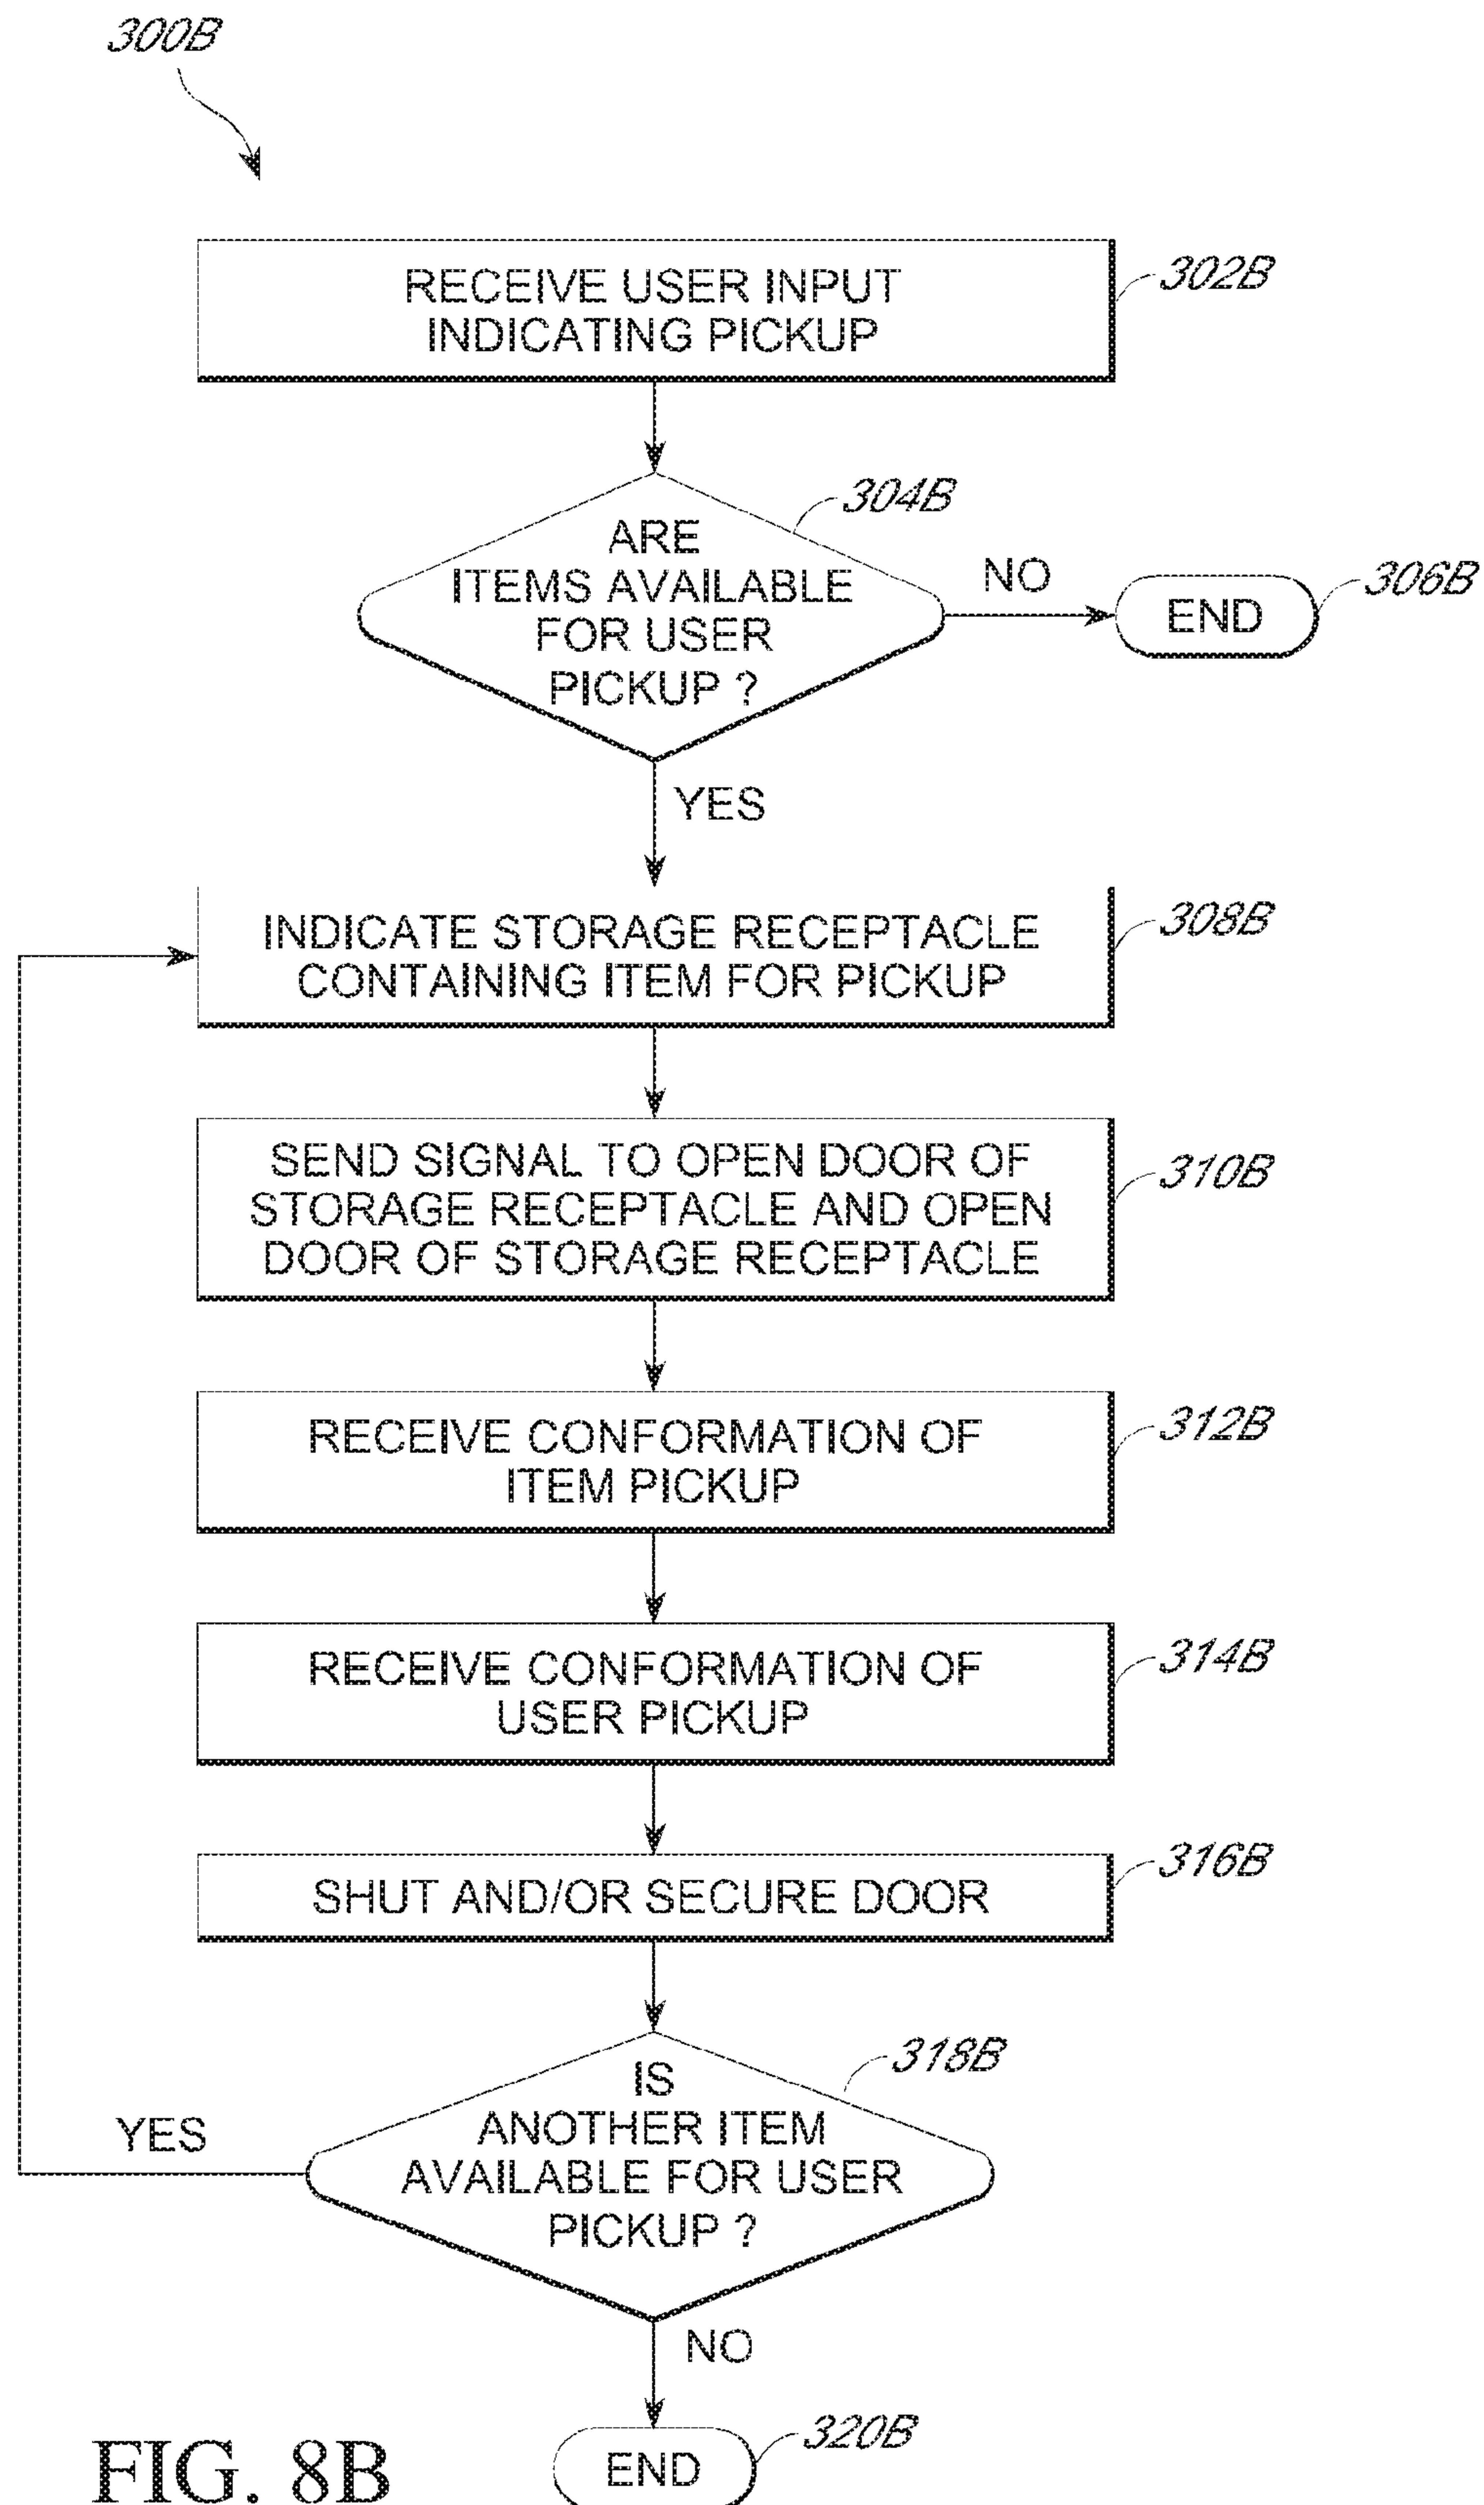 300B
RECEIVE USER INPUT
INDICATING PICKUP
302B
304B
ARE
ITEMS AVAILABLE
FOR USER
PICKUP ?
NO
END
306B
YES
INDICATE STORAGE RECEPTACLE
CONTAINING ITEM FOR PICKUP
308B
SEND SIGNAL TO OPEN DOOR OF
STORAGE RECEPTACLE AND OPEN
DOOR OF STORAGE RECEPTACLE
310B
RECEIVE CONFORMATION OF
ITEM PICKUP
312B
RECEIVE CONFORMATION OF
USER PICKUP
314B
SHUT AND/OR SECURE DOOR
316B
318B
IS
ANOTHER ITEM
AVAILABLE FOR USER
PICKUP ?
YES
NO
END
320B
FIG. 8B